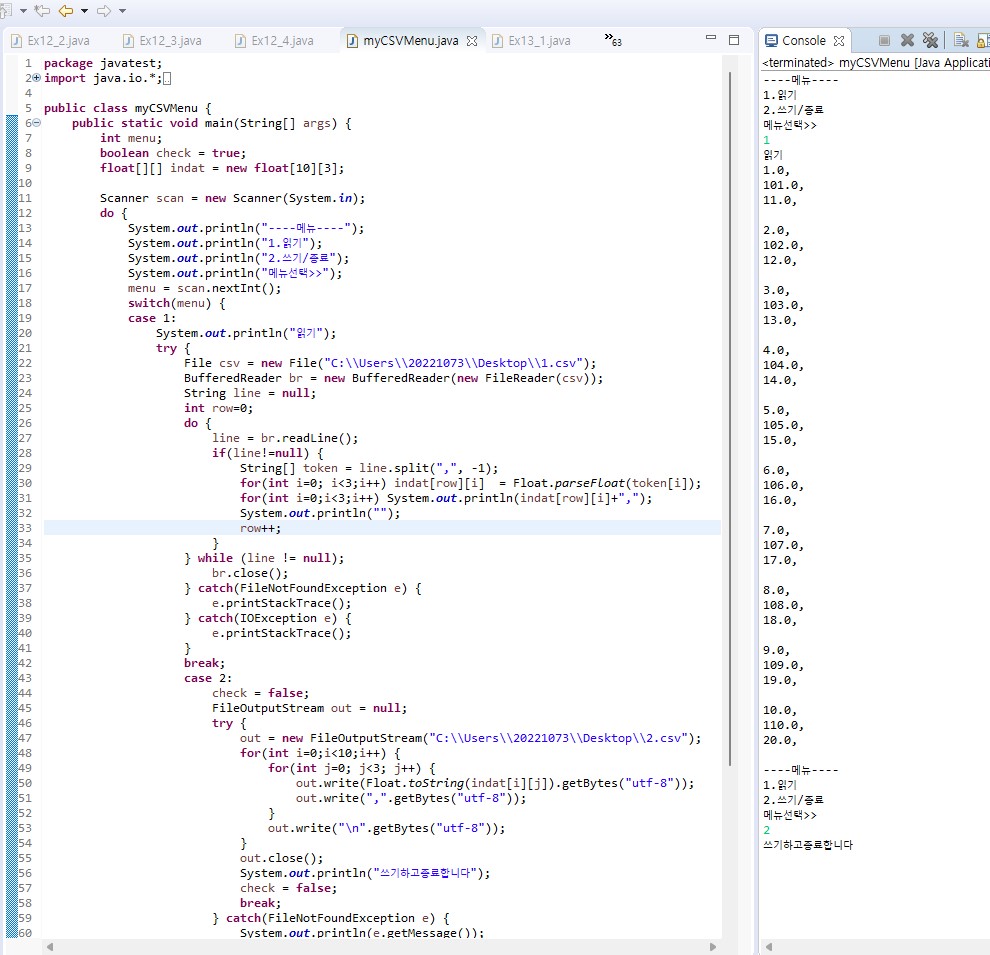 Ex12_2.java Ex12_3.java Ex12_4.java myCSVMenu.java Ex13_1.java »63
1 package javatest;
2 import java.io.*;
4
5 public class myCSVMenu {
6 public static void main(String[] args) {
7 int menu;
8 boolean check = true;
9 float[][] indat = new float[10][3];
10
11 Scanner scan = new Scanner(System.in);
12 do {
13 System.out.println("----메뉴----");
14 System.out.println("1.읽기");
15 System.out.println("2.쓰기/종료");
16 System.out.println("메뉴선택>>");
17 menu = scan.nextInt();
18 switch(menu) {
19 case 1:
20 System.out.println("읽기");
21 try {
22 File csv = new File("C:\\Users\\20221073\\Desktop\\1.csv");
23 BufferedReader br = new BufferedReader(new FileReader(csv));
24 String line = null;
25 int row=0;
26 do {
27 line = br.readLine();
28 if(line!=null) {
29 String[] token = line.split(",", -1);
30 for(int i=0; i<3;i++) indat[row][i]  = Float.parseFloat(token[i]);
31 for(int i=0;i<3;i++) System.out.println(indat[row][i]+",");
32 System.out.println("");
33 row++;
34 }
35 } while (line != null);
36 br.close();
37 } catch(FileNotFoundException e) {
38 e.printStackTrace();
39 } catch(IOException e) {
40 e.printStackTrace();
41 }
42 break;
43 case 2:
44 check = false;
45 FileOutputStream out = null;
46 try {
47 out = new FileOutputStream("C:\\Users\\20221073\\Desktop\\2.csv");
48 for(int i=0;i<10;i++) {
49 for(int j=0; j<3; j++) {
50 out.write(Float.toString(indat[i][j]).getBytes("utf-8"));
51 out.write(",".getBytes("utf-8"));
52 }
53 out.write("\n".getBytes("utf-8"));
54 }
55 out.close();
56 System.out.println("쓰기하고종료합니다");
57 check = false;
58 break;
59 } catch(FileNotFoundException e) {
60 System.out.println(e.getMessage());
Console
<terminated> myCSVMenu [Java Applicati
----메뉴----
1.읽기
2.쓰기/종료
메뉴선택>>
1
읽기
1.0,
101.0,
11.0,
2.0,
102.0,
12.0,
3.0,
103.0,
13.0,
4.0,
104.0,
14.0,
5.0,
105.0,
15.0,
6.0,
106.0,
16.0,
7.0,
107.0,
17.0,
8.0,
108.0,
18.0,
9.0,
109.0,
19.0,
10.0,
110.0,
20.0,
----메뉴----
1.읽기
2.쓰기/종료
메뉴선택>>
2
쓰기하고종료합니다